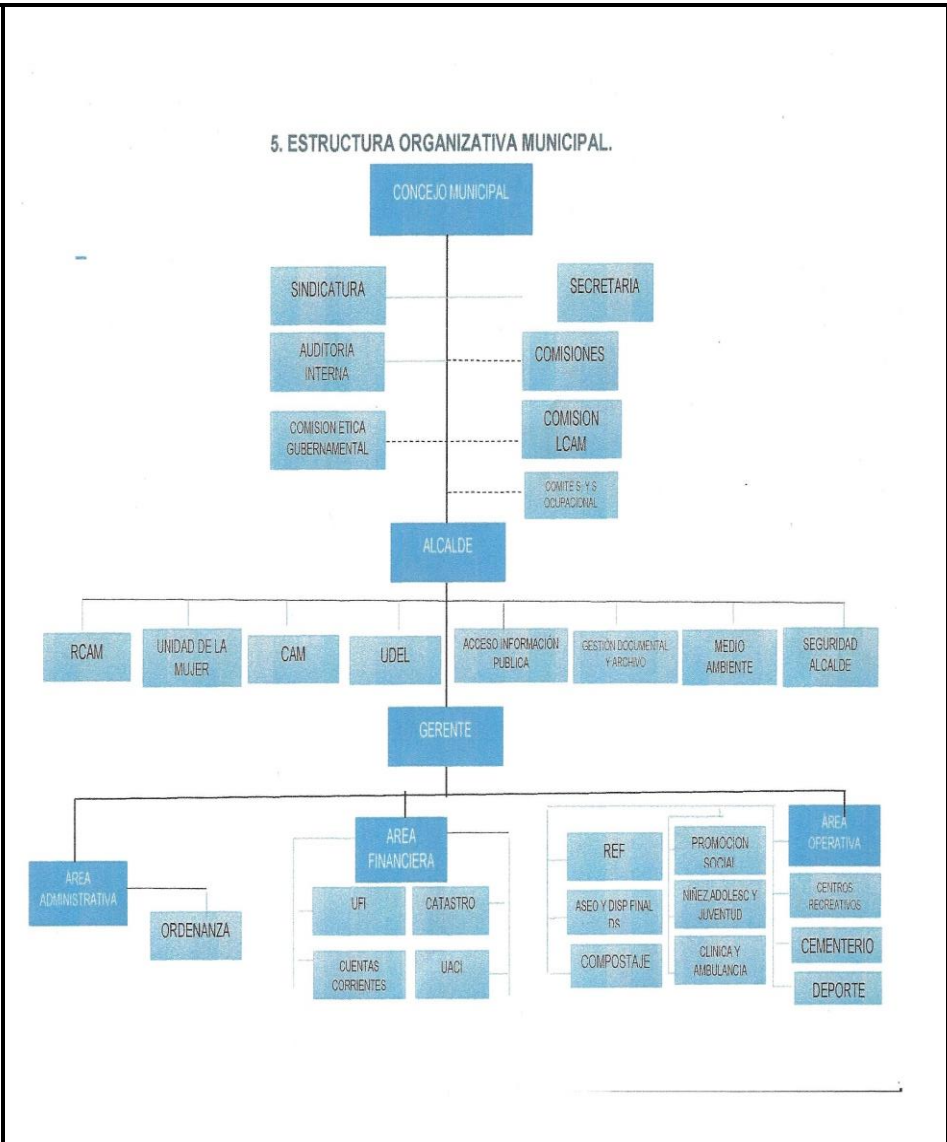 5. ESTRUCTURA ORGANIZATIVA MUNICIPAL.
CONCEJO MUNICIPAL
SINDICATURA
SECRETARIA
AUDITORIA
INTERNA
COMISIONES
COMISION ETICA
GUBERNAMENTAL
COMISION
LCAM
COMITE S. Y S
OCUPACIONAL
ALCALDE
RCAM
UNIDAD DE LA
MUJER
CAM
UDEL
ACCESO INFORMACIÓN
PUBLICA
GESTIÓN DOCUMENTAL
Y ARCHIVO
MEDIO
AMBIENTE
SEGURIDAD
ALCALDE
GERENTE
ÁREA
ADMINISTRATIVA
ORDENANZA
AREA
FINANCIERA
UFI
CATASTRO
CUENTAS
CORRIENTES
UACI
REF
ASEO Y DISP FINAL
DS
COMPOSTAJE
PROMOCION
SOCIAL
NIÑEZ ADOLESC Y
JUVENTUD
CLINICA Y
AMBULANCIA
ÁREA
OPERATIVA
CENTROS
RECREATIVOS
CEMENTERIO
DEPORTE